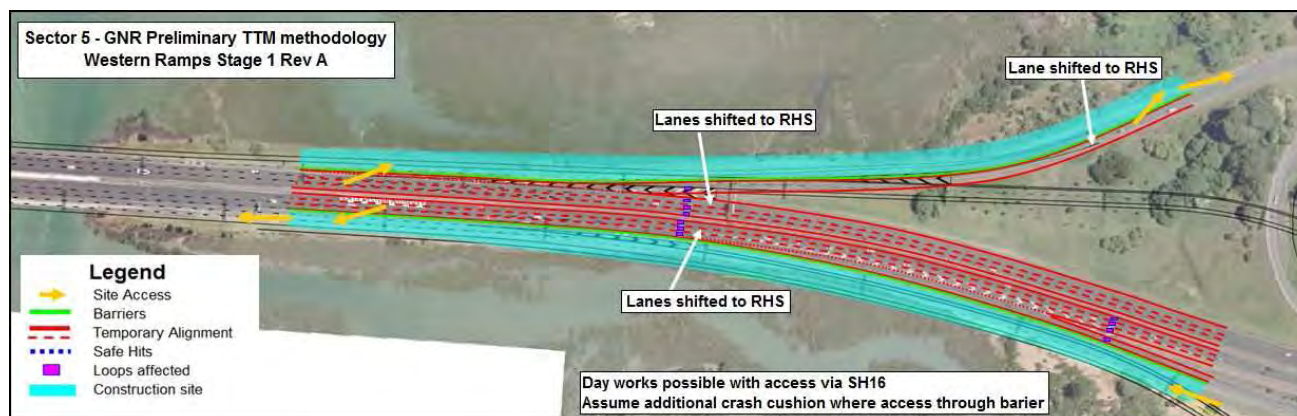 Sector 5 - GNR Preliminary TTM methodology
Western Ramps Stage 1 Rev A
Lane shifted to RHS
Lanes shifted to RHS
Lanes shifted to RHS
Legend
Site Access
Barriers
Temporary Alignment
Safe Hits
Loops affected
Construction site
Day works possible with access via SH16
Assume additional crash cushion where access through barier